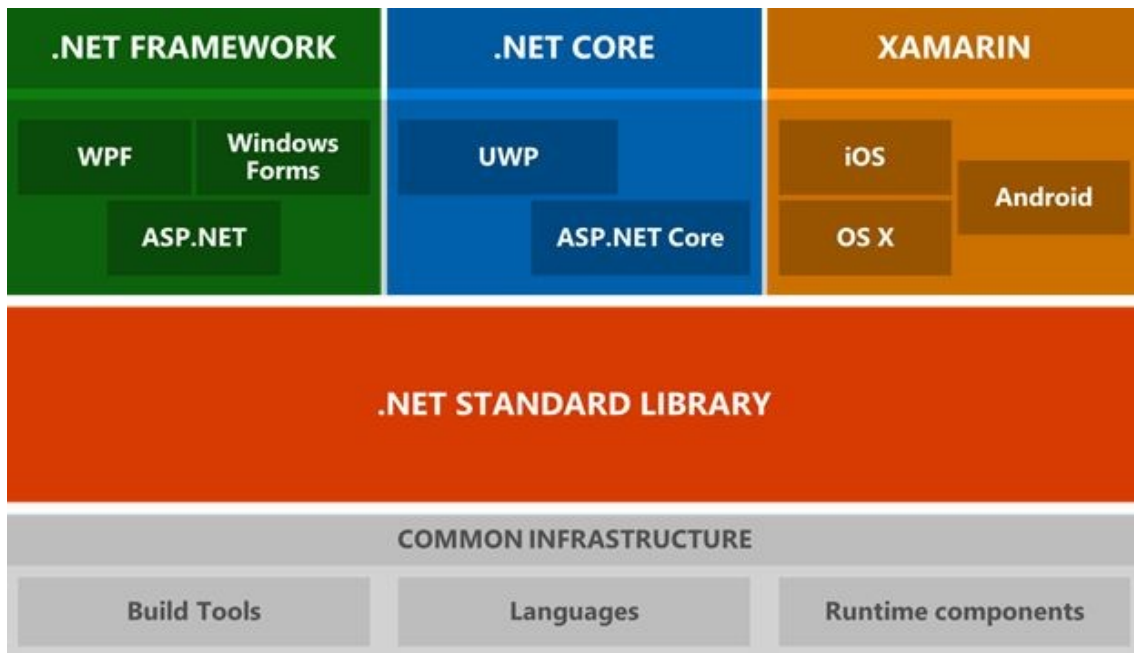 .NET FRAMEWORK
.NET CORE
XAMARIN
WPF
Windows
Forms
ASP.NET
UWP
ASP.NET Core
iOS
Android
OS X
.NET STANDARD LIBRARY
COMMON INFRASTRUCTURE
Build Tools
Languages
Runtime components